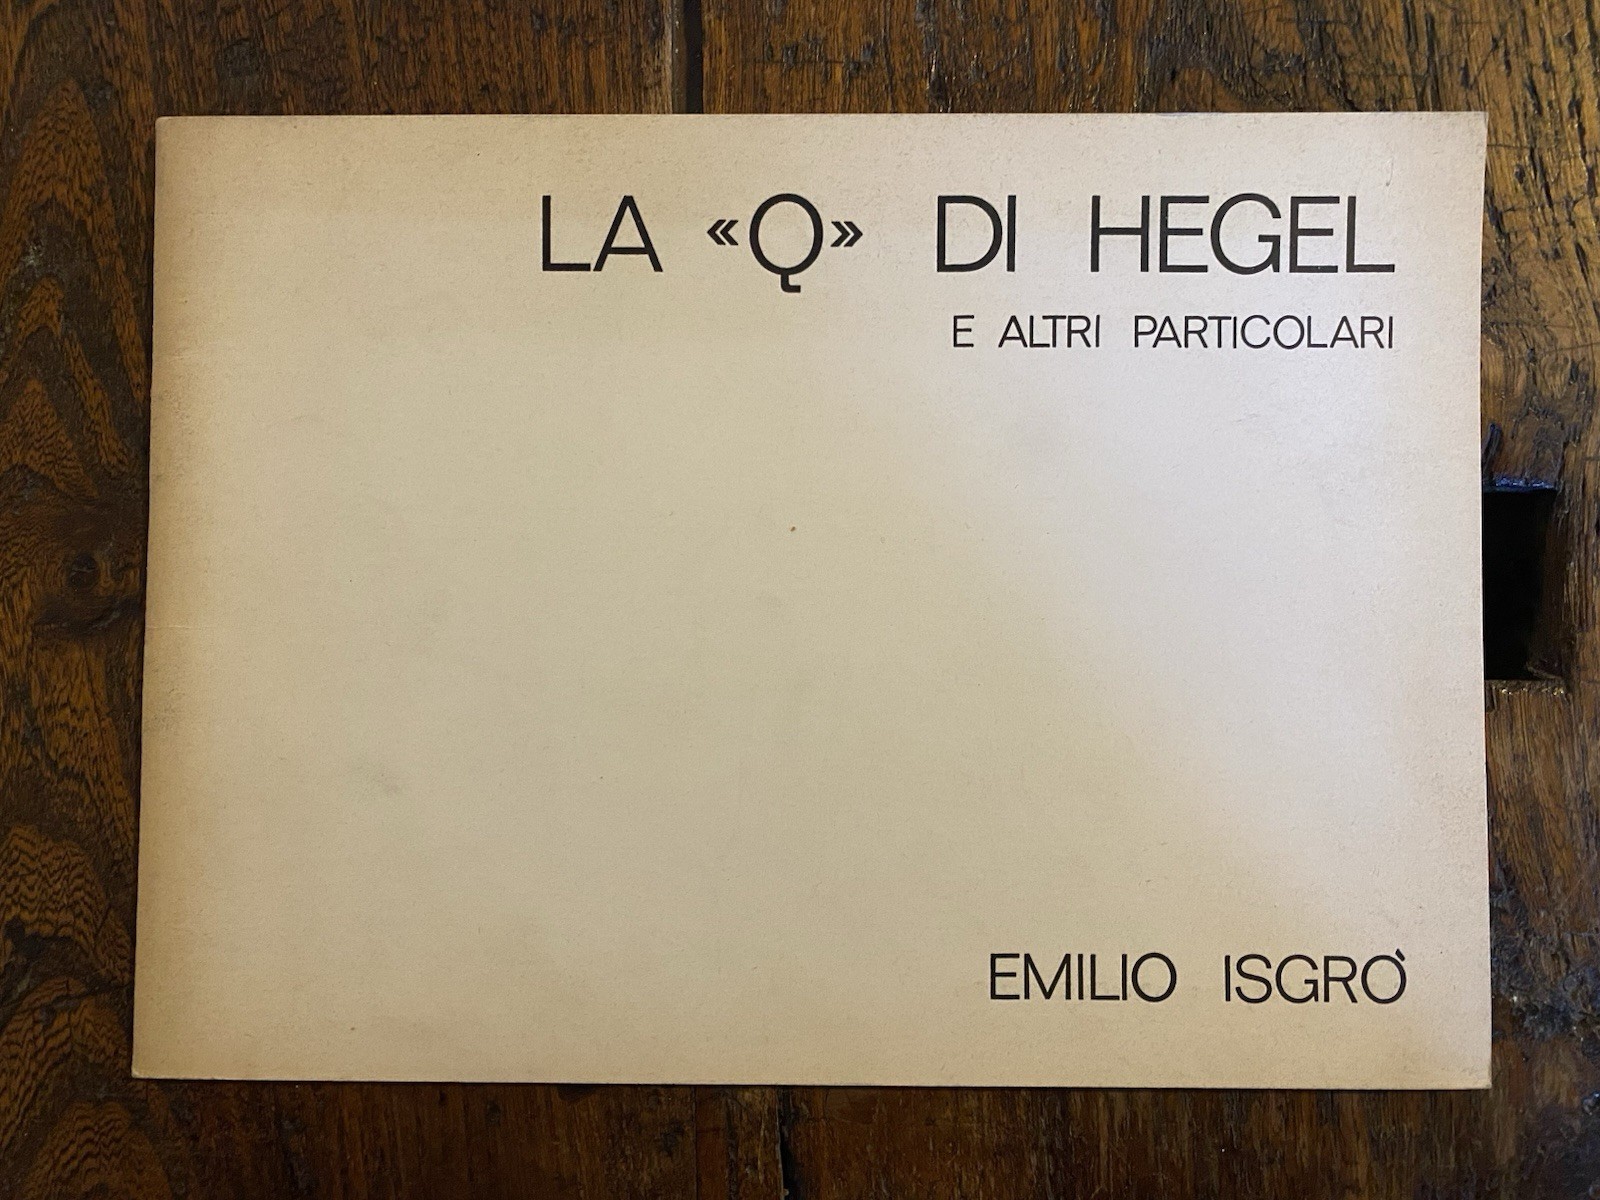 LA «Q» DI HEGEL
E ALTRI PARTICOLARI
EMILIO ISGRÒ